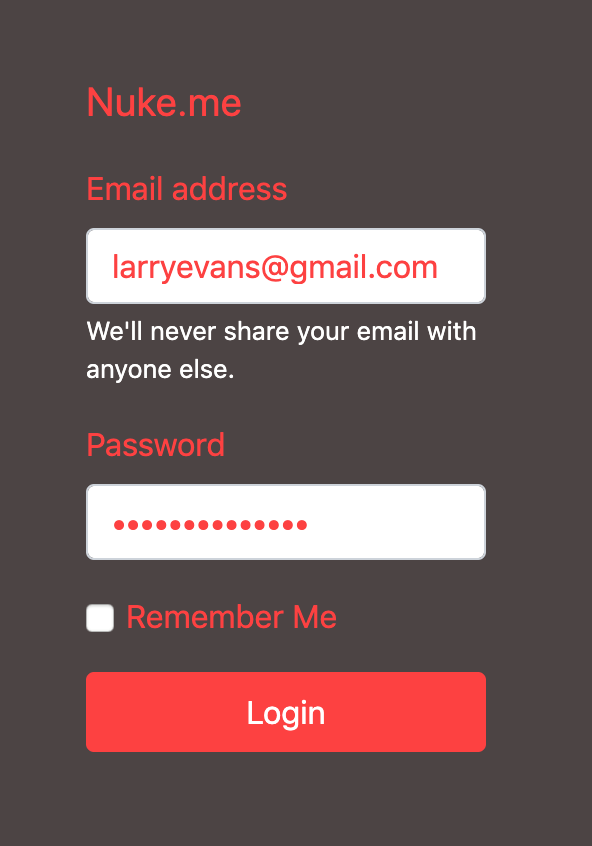 Nuke.me
Email address
larryevans@gmail.com
We'll never share your email with
anyone else.
Password
••••••••••••••
Remember Me
Login